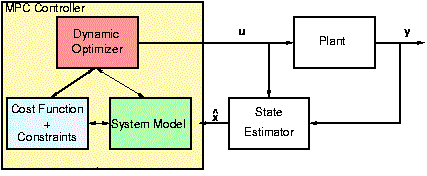 MPC Controller
Dynamic
Optimizer
u
Plant
y
Cost Function
+
Constraints
System Model
x̂
State
Estimator